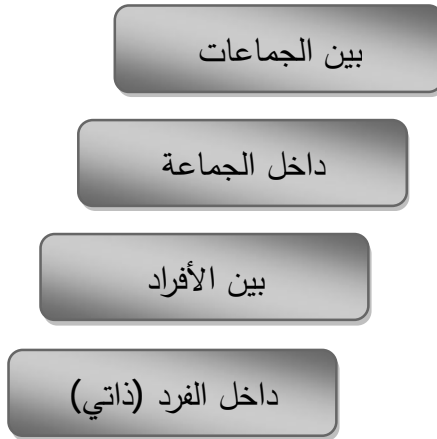 بين الجماعات
داخل الجماعة
بين الأفراد
داخل الفرد (ذاتي)